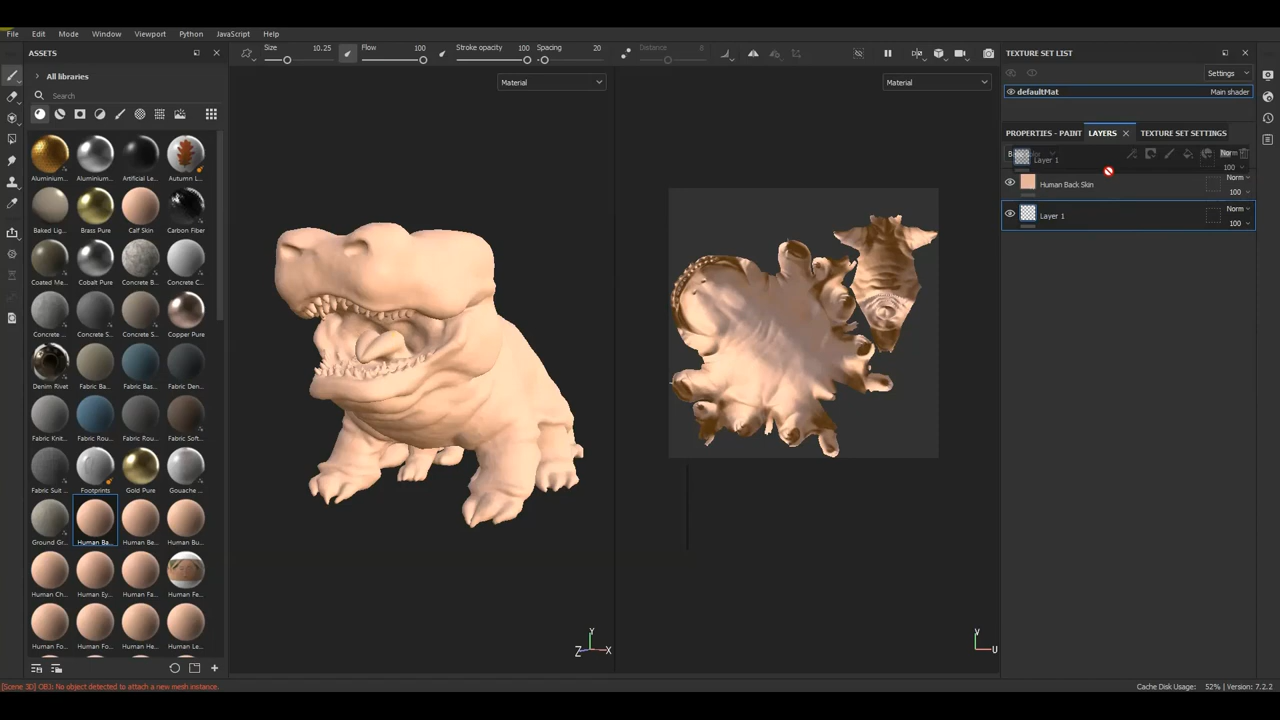 File Edit Mode Window Viewport Python JavaScript Help
ASSETS
Size 10.25 Flow 100 Stroke opacity 100 Spacing 20 Distance 8
TEXTURE SET LIST
All libraries
Search
Material
Material
Settings
defaultMat Main shader
PROPERTIES - PAINT LAYERS TEXTURE SET SETTINGS
Layer 1 Norm
100
Human Back Skin Norm
100
Layer 1 Norm
100
Aluminium... Aluminium... Artificial Le... Autumn L...
Baked Lig... Brass Pure Calf Skin Carbon Fiber
Coated Me... Cobalt Pure Concrete B... Concrete ...
Concrete ... Concrete S... Concrete S... Copper Pure
Denim Rivet Fabric Ba... Fabric Bas... Fabric Den...
Fabric Knit... Fabric Rou... Fabric Rou... Fabric Soft...
Fabric Suit ... Footprints Gold Pure Gouache ...
Ground Gr... Human Ba... Human Be... Human Bu...
Human Ch... Human Ey... Human Fa... Human Fe...
Human Fo... Human Fo... Human He... Human Le...
Y
Z X
V
U
[Scene 3D] OBJ: No object detected to attach a new mesh instance.
Cache Disk Usage: 52% | Version: 7.2.2